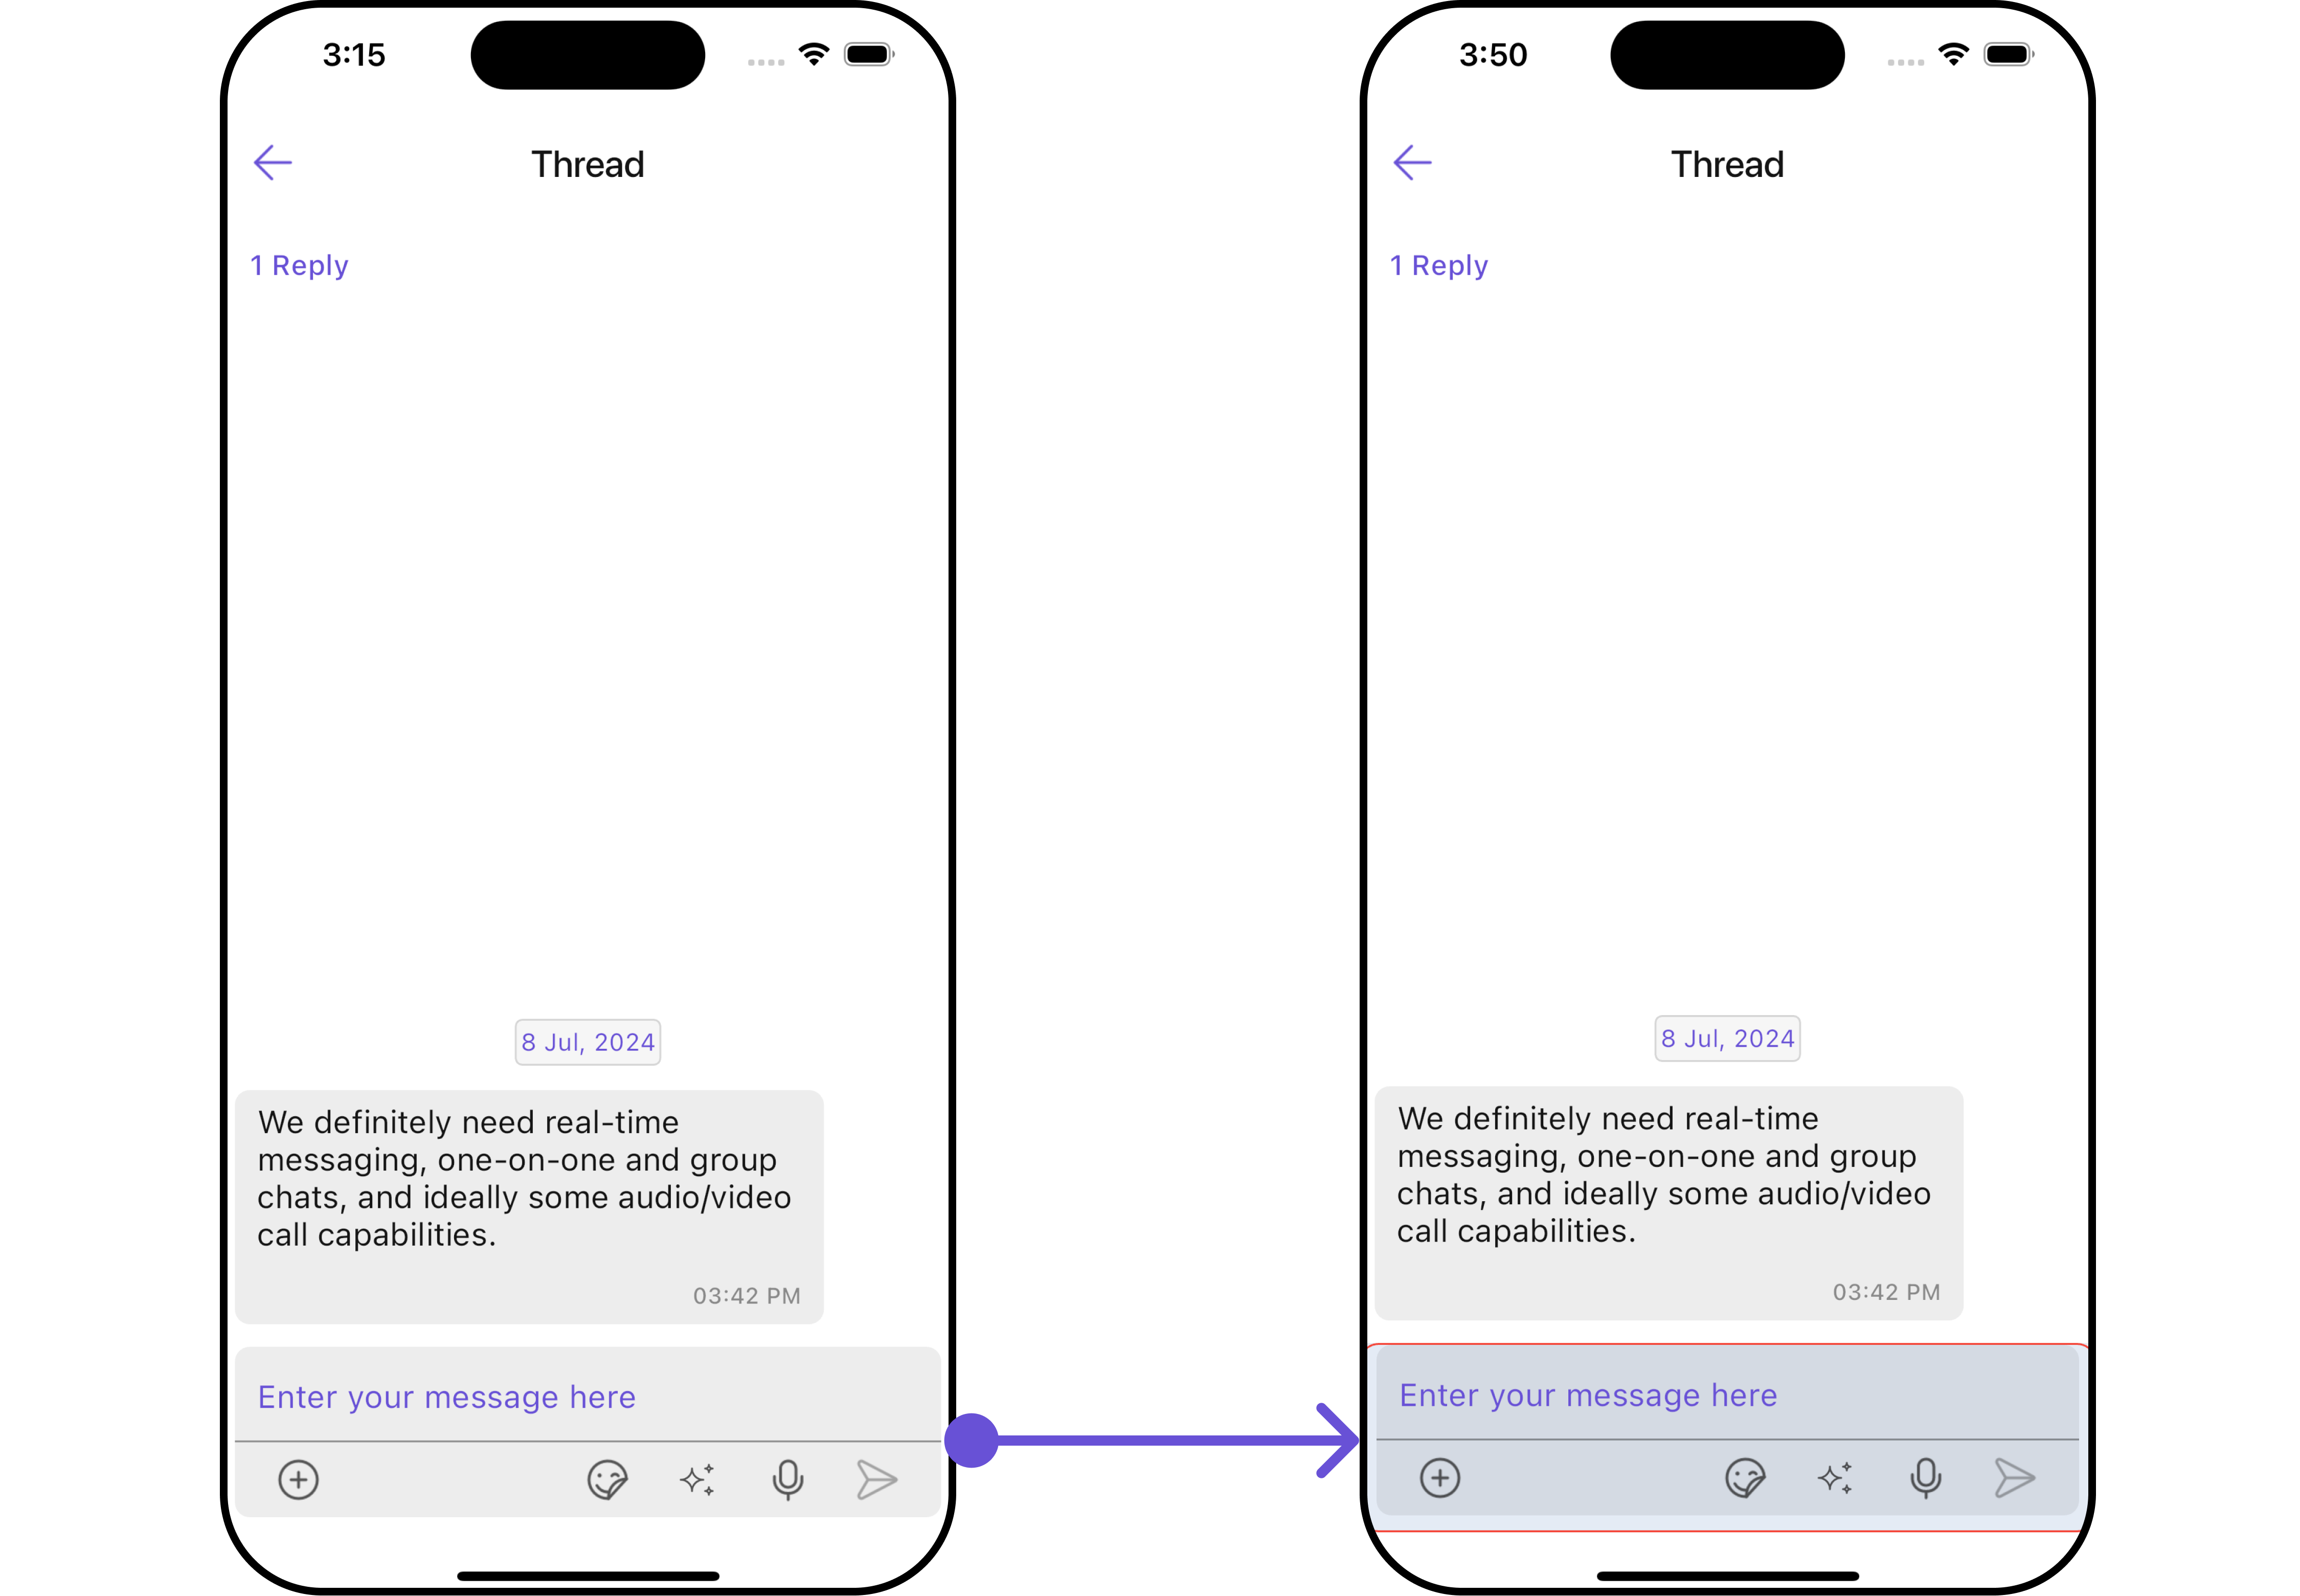 3:15
Thread
1 Reply
8 Jul, 2024
We definitely need real-time
messaging, one-on-one and group
chats, and ideally some audio/video
call capabilities.
03:42 PM
Enter your message here
3:50
Thread
1 Reply
8 Jul, 2024
We definitely need real-time
messaging, one-on-one and group
chats, and ideally some audio/video
call capabilities.
03:42 PM
Enter your message here